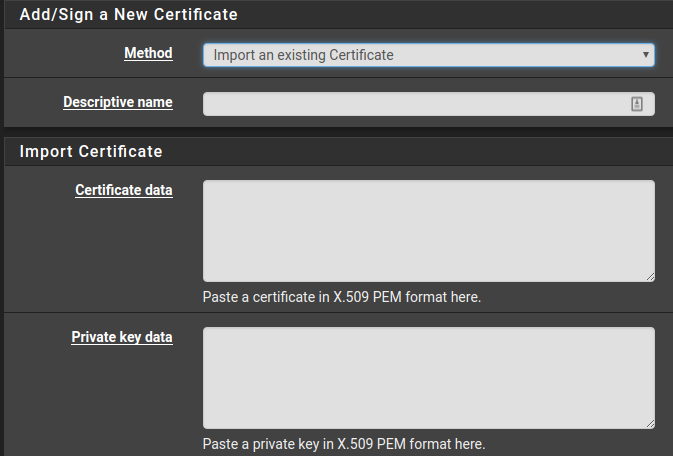 Add/Sign a New Certificate
Method
Import an existing Certificate
Descriptive name
Import Certificate
Certificate data
Paste a certificate in X.509 PEM format here.
Private key data
Paste a private key in X.509 PEM format here.